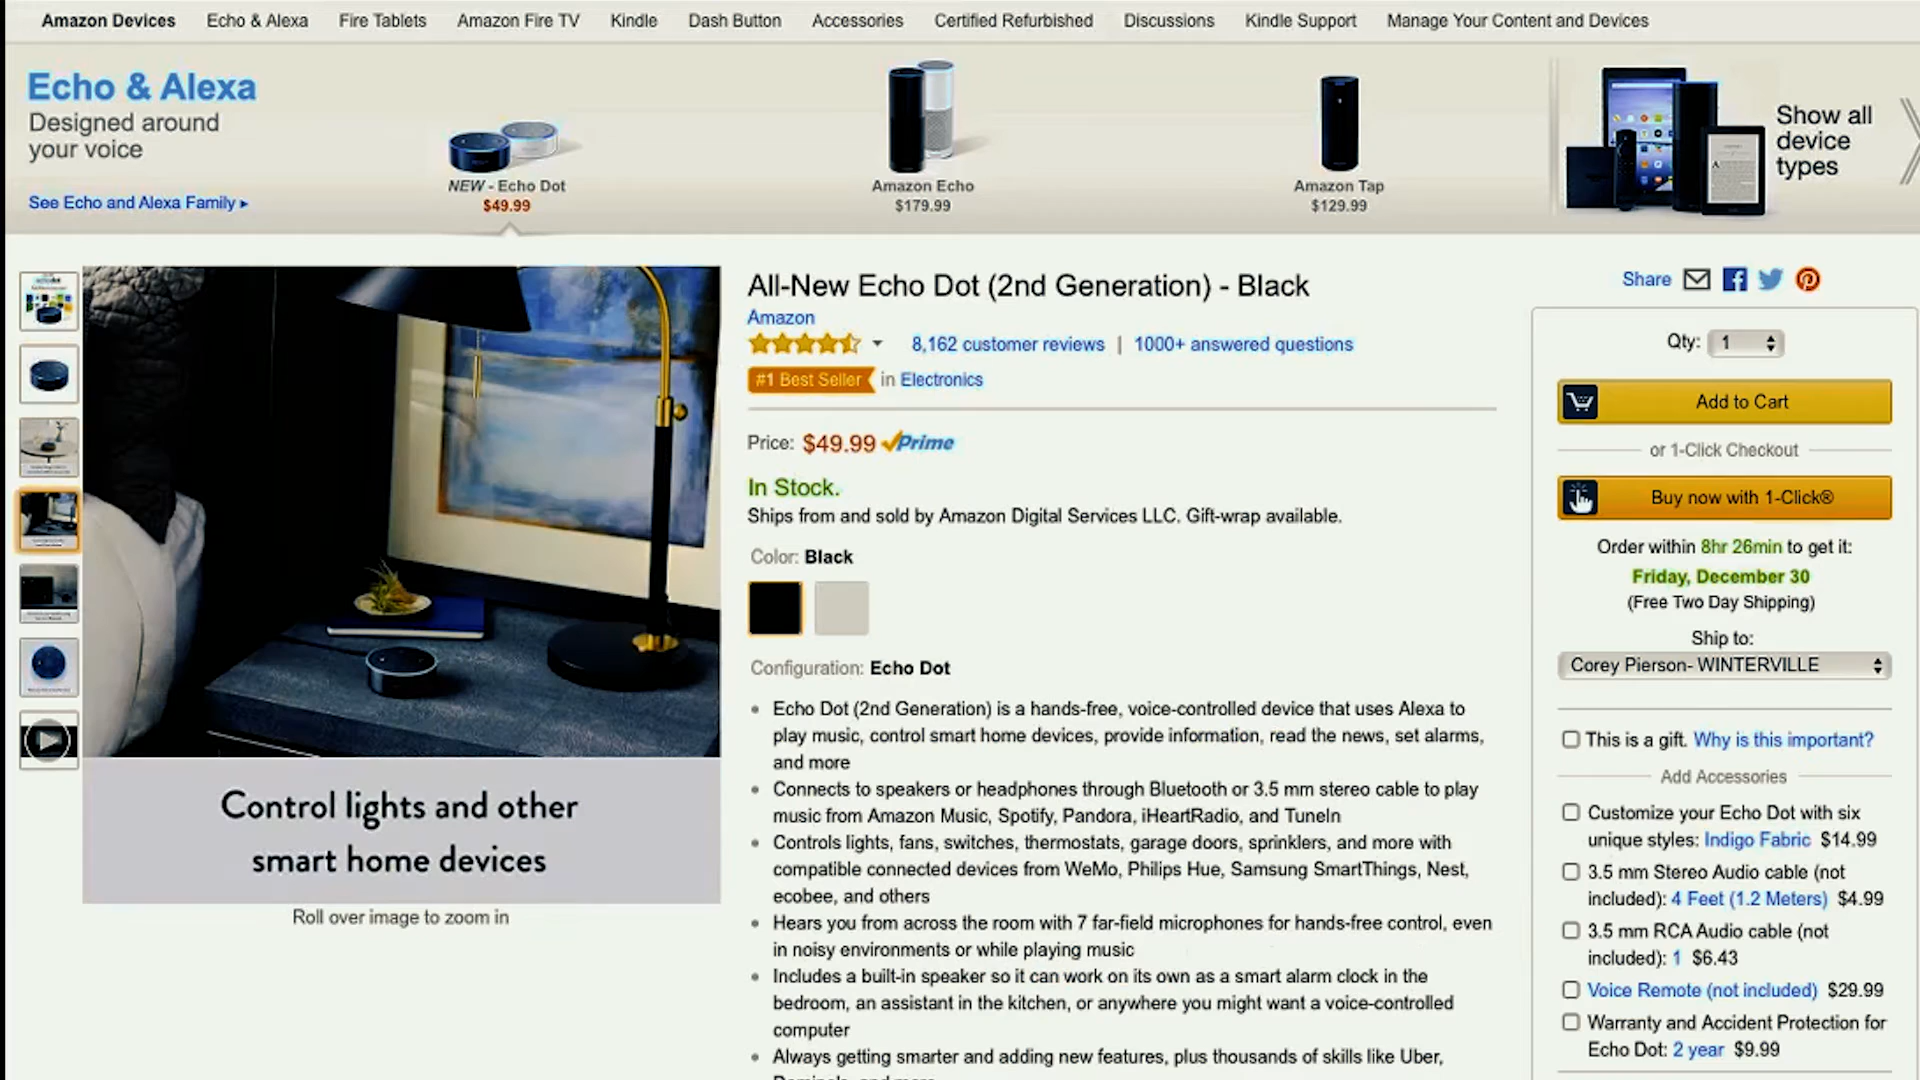 Amazon Devices Echo & Alexa Fire Tablets Amazon Fire TV Kindle Dash Button Accessories Certified Refurbished Discussions Kindle Support Manage Your Content and Devices
Echo & Alexa
Designed around
your voice
See Echo and Alexa Family ▸
NEW - Echo Dot
$49.99
Amazon Echo
$179.99
Amazon Tap
$129.99
Show all
device
types
Control lights and other
smart home devices
Roll over image to zoom in
All-New Echo Dot (2nd Generation) - Black
Amazon
8,162 customer reviews | 1000+ answered questions
#1 Best Seller in Electronics
Price: $49.99 Prime
In Stock.
Ships from and sold by Amazon Digital Services LLC. Gift-wrap available.
Color: Black
Configuration: Echo Dot
Echo Dot (2nd Generation) is a hands-free, voice-controlled device that uses Alexa to
play music, control smart home devices, provide information, read the news, set alarms,
and more
Connects to speakers or headphones through Bluetooth or 3.5 mm stereo cable to play
music from Amazon Music, Spotify, Pandora, iHeartRadio, and TuneIn
Controls lights, fans, switches, thermostats, garage doors, sprinklers, and more with
compatible connected devices from WeMo, Philips Hue, Samsung SmartThings, Nest,
ecobee, and others
Hears you from across the room with 7 far-field microphones for hands-free control, even
in noisy environments or while playing music
Includes a built-in speaker so it can work on its own as a smart alarm clock in the
bedroom, an assistant in the kitchen, or anywhere you might want a voice-controlled
computer
Always getting smarter and adding new features, plus thousands of skills like Uber,
Share
Qty: 1
Add to Cart
or 1-Click Checkout
Buy now with 1-Click®
Order within 8hr 26min to get it:
Friday, December 30
(Free Two Day Shipping)
Ship to:
Corey Pierson- WINTERVILLE
This is a gift. Why is this important?
Add Accessories
Customize your Echo Dot with six
unique styles: Indigo Fabric $14.99
3.5 mm Stereo Audio cable (not
included): 4 Feet (1.2 Meters) $4.99
3.5 mm RCA Audio cable (not
included): 1 $6.43
Voice Remote (not included) $29.99
Warranty and Accident Protection for
Echo Dot: 2 year $9.99